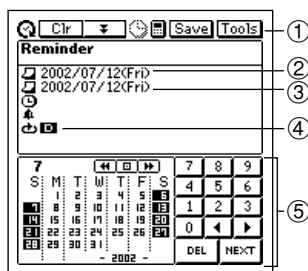 Clr Save Tools ①
Reminder
2002/07/12(Fri) ②
2002/07/12(Fri) ③
D ④
7
S M T W T F S
1 2 3 4 5 6
7 8 9 10 11 12 13
14 15 16 17 18 19 20
21 22 23 24 25 26 27
28 29 30 31
- 2002 -
7 8 9
4 5 6
1 2 3
0
DEL NEXT
⑤